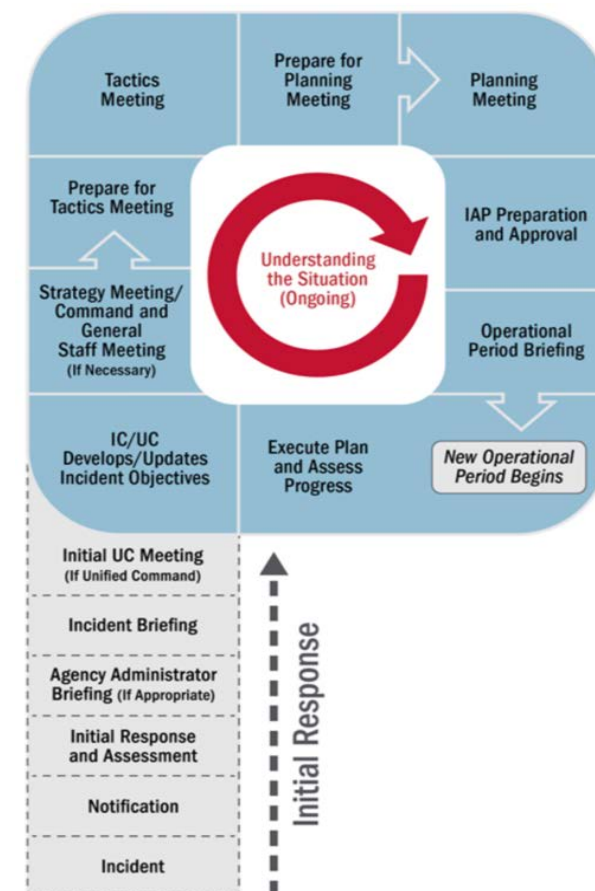 Tactics
Meeting
Prepare for
Planning
Meeting
Planning
Meeting
Prepare for
Tactics Meeting
IAP Preparation
and Approval
Understanding
the Situation
(Ongoing)
Strategy Meeting/
Command and
General
Staff Meeting
(If Necessary)
Operational
Period Briefing
IC/UC
Develops/Updates
Incident Objectives
Execute Plan
and Assess
Progress
New Operational
Period Begins
Initial UC Meeting
(If Unified Command)
Incident Briefing
Agency Administrator
Briefing (If Appropriate)
Initial Response
and Assessment
Notification
Incident
Initial Response